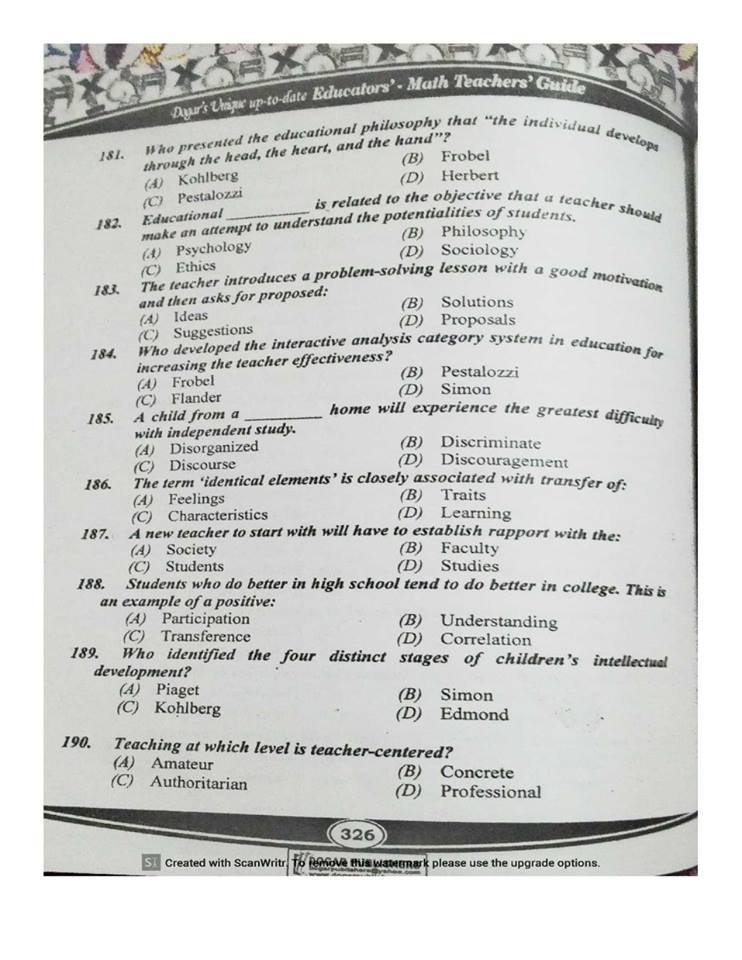 Dogar's Unique up-to-date Educators' - Math Teachers' Guide
181. Who presented the educational philosophy that "the individual develops
through the head, the heart, and the hand"?
(A) Kohlberg (B) Frobel
(C) Pestalozzi (D) Herbert
182. Educational __________ is related to the objective that a teacher should
make an attempt to understand the potentialities of students.
(A) Psychology (B) Philosophy
(C) Ethics (D) Sociology
183. The teacher introduces a problem-solving lesson with a good motivation
and then asks for proposed:
(A) Ideas (B) Solutions
(C) Suggestions (D) Proposals
184. Who developed the interactive analysis category system in education for
increasing the teacher effectiveness?
(A) Frobel (B) Pestalozzi
(C) Flander (D) Simon
185. A child from a __________ home will experience the greatest difficulty
with independent study.
(A) Disorganized (B) Discriminate
(C) Discourse (D) Discouragement
186. The term 'identical elements' is closely associated with transfer of:
(A) Feelings (B) Traits
(C) Characteristics (D) Learning
187. A new teacher to start with will have to establish rapport with the:
(A) Society (B) Faculty
(C) Students (D) Studies
188. Students who do better in high school tend to do better in college. This is
an example of a positive:
(A) Participation (B) Understanding
(C) Transference (D) Correlation
189. Who identified the four distinct stages of children's intellectual
development?
(A) Piaget (B) Simon
(C) Kohlberg (D) Edmond
190. Teaching at which level is teacher-centered?
(A) Amateur (B) Concrete
(C) Authoritarian (D) Professional
326
Created with ScanWritr. To remove this watermark please use the upgrade options.